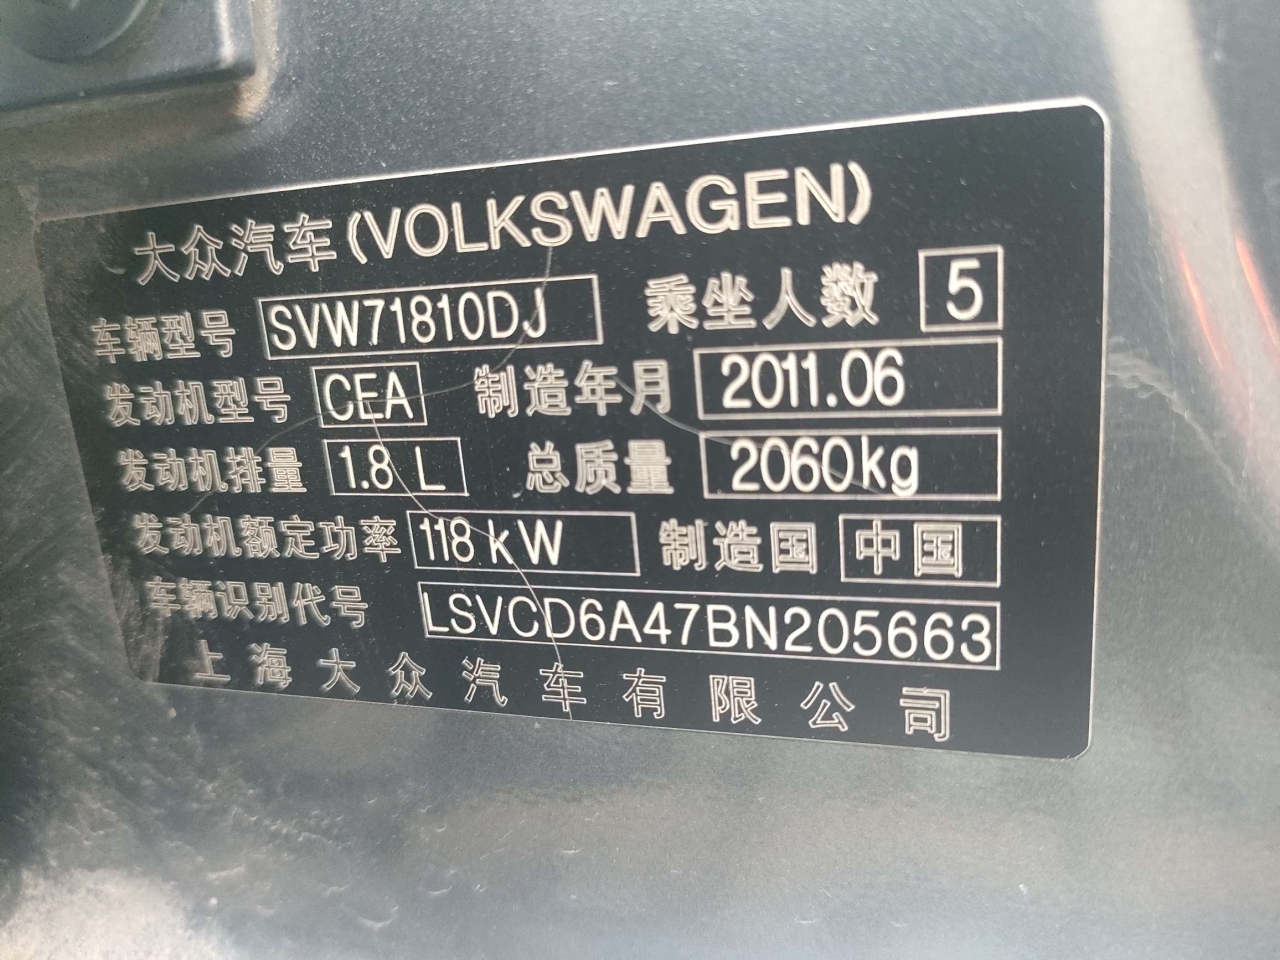 大众汽车(VOLKSWAGEN)
车辆型号 SVW71810DJ 乘坐人数 5
发动机型号 CEA 制造年月 2011.06
发动机排量 1.8 L 总质量 2060kg
发动机额定功率 118 kW 制造国 中国
车辆识别代号 LSVCD6A47BN205663
上海大众汽车有限公司